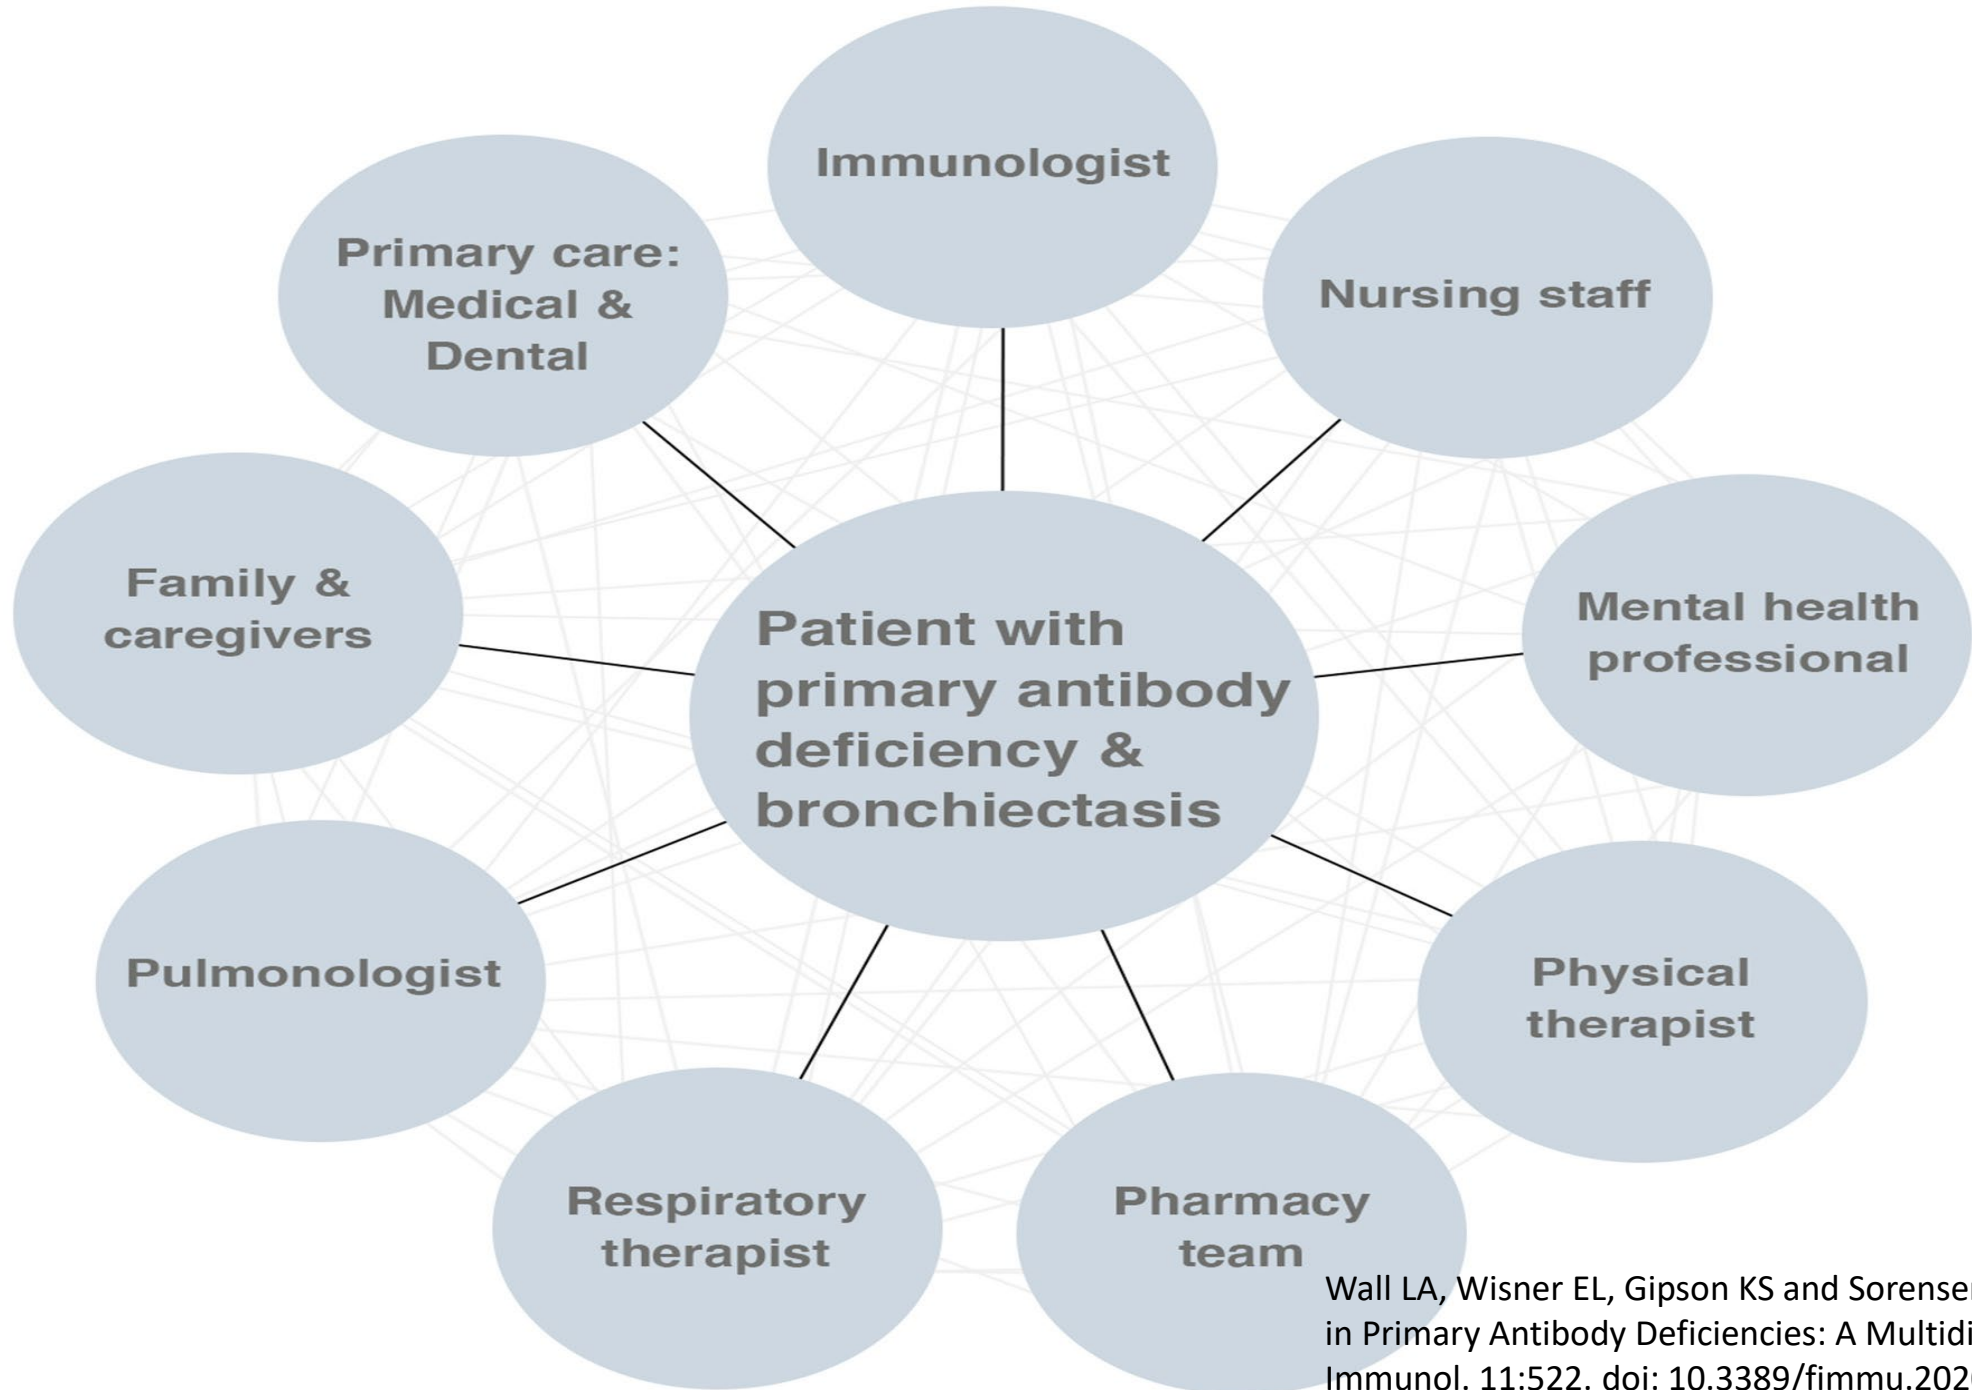 Immunologist
Primary care:
Medical &
Dental
Nursing staff
Family &
caregivers
Patient with
primary antibody
deficiency &
bronchiectasis
Mental health
professional
Pulmonologist
Physical
therapist
Respiratory
therapist
Pharmacy
team
Wall LA, Wisner EL, Gipson KS and Sorensen
in Primary Antibody Deficiencies: A Multidi
Immunol. 11:522. doi: 10.3389/fimmu.202